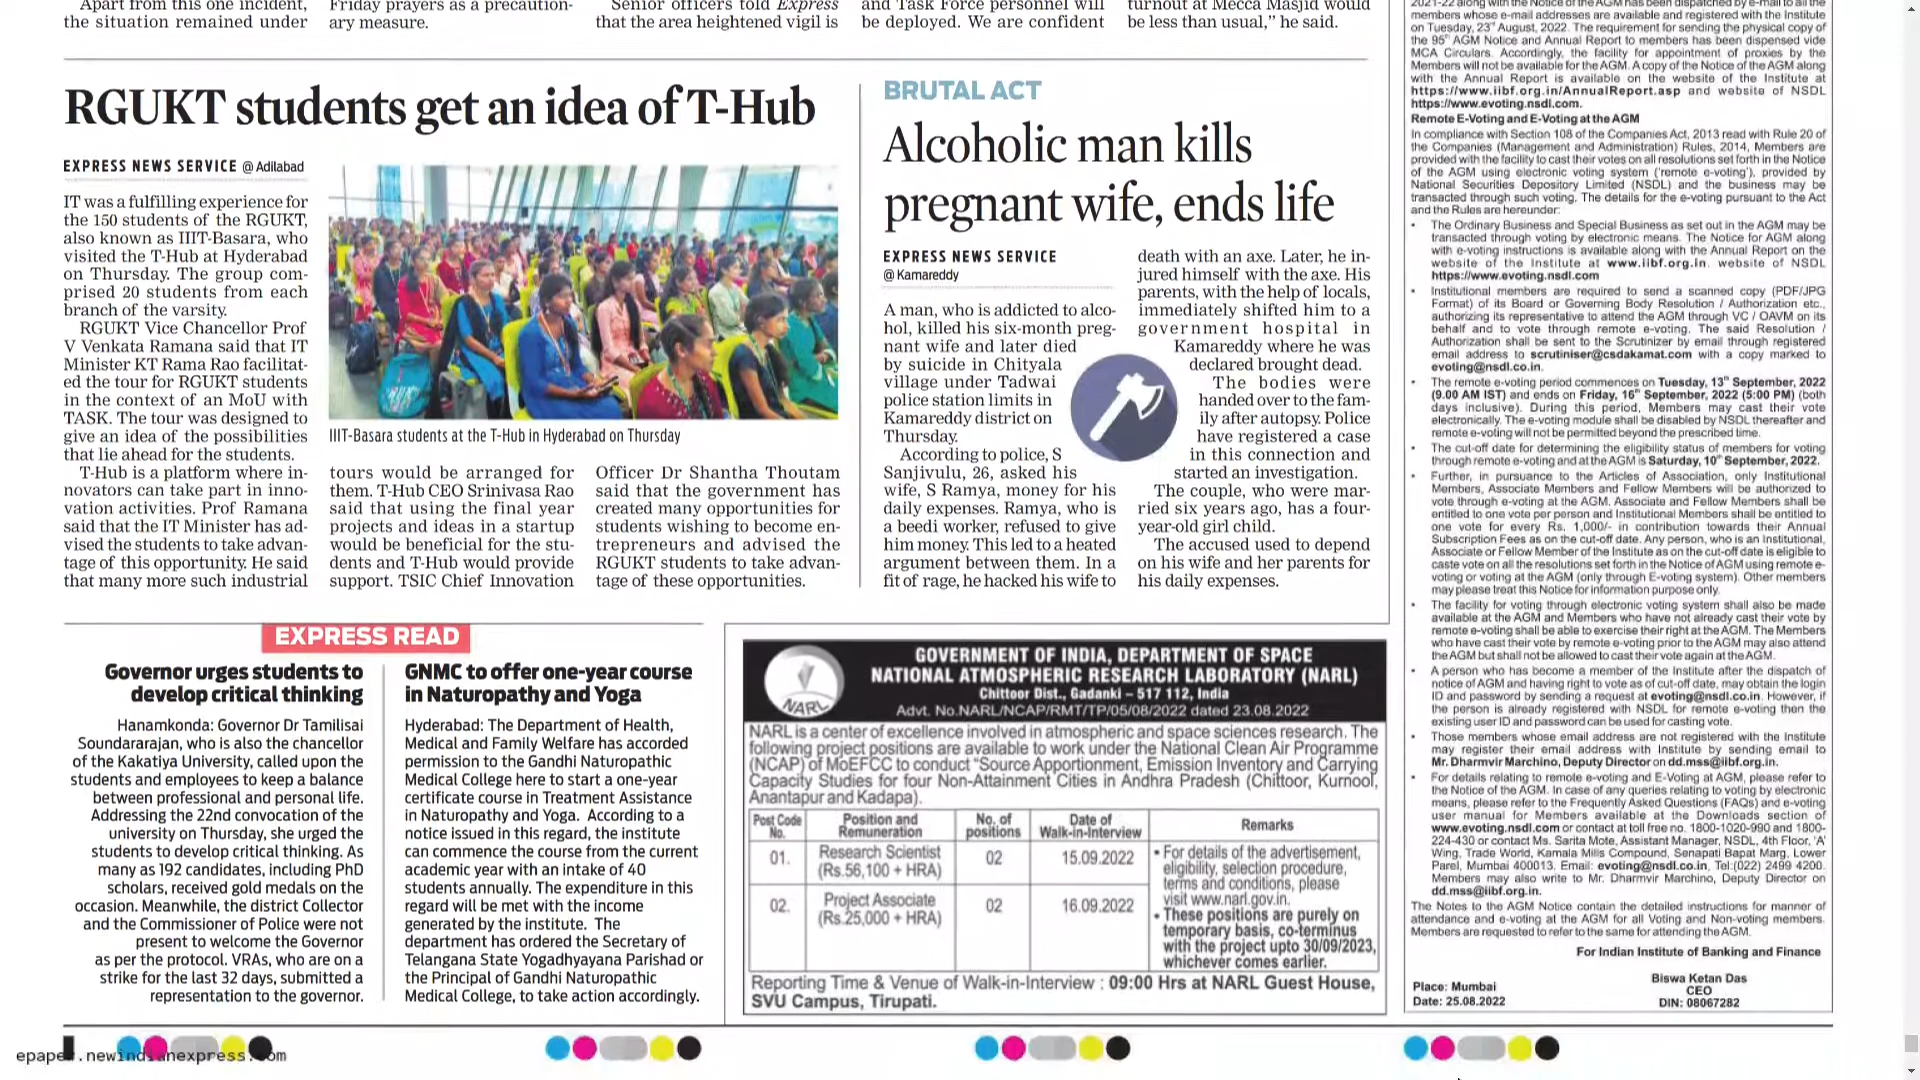 Apart from this one incident,
the situation remained under
Friday prayers as a precaution-
ary measure.
Senior officers told Express
that the area heightened vigil is
and Task Force personnel will
be deployed. We are confident
turnout at Mecca Masjid would
be less than usual,” he said.
RGUKT students get an idea of T-Hub
EXPRESS NEWS SERVICE @ Adilabad
IT was a fulfilling experience for
the 150 students of the RGUKT,
also known as IIIT-Basara, who
visited the T-Hub at Hyderabad
on Thursday. The group com-
prised 20 students from each
branch of the varsity.
RGUKT Vice Chancellor Prof
V Venkata Ramana said that IT
Minister KT Rama Rao facilitat-
ed the tour for RGUKT students
in the context of an MoU with
TASK. The tour was designed to
give an idea of the possibilities
that lie ahead for the students.
T-Hub is a platform where in-
novators can take part in inno-
vation activities. Prof Ramana
said that the IT Minister has ad-
vised the students to take advan-
tage of this opportunity. He said
that many more such industrial
IIIT-Basara students at the T-Hub in Hyderabad on Thursday
tours would be arranged for
them. T-Hub CEO Srinivasa Rao
said that using the final year
projects and ideas in a startup
would be beneficial for the stu-
dents and T-Hub would provide
support. TSIC Chief Innovation
Officer Dr Shantha Thoutam
said that the government has
created many opportunities for
students wishing to become en-
trepreneurs and advised the
RGUKT students to take advan-
tage of these opportunities.
BRUTAL ACT
Alcoholic man kills
pregnant wife, ends life
EXPRESS NEWS SERVICE
@ Kamareddy
A man, who is addicted to alco-
hol, killed his six-month preg-
nant wife and later died
by suicide in Chityala
village under Tadwai
police station limits in
Kamareddy district on
Thursday.
According to police, S
Sanjivulu, 26, asked his
wife, S Ramya, money for his
daily expenses. Ramya, who is
a beedi worker, refused to give
him money. This led to a heated
argument between them. In a
fit of rage, he hacked his wife to
death with an axe. Later, he in-
jured himself with the axe. His
parents, with the help of locals,
immediately shifted him to a
government hospital in
Kamareddy where he was
declared brought dead.
The bodies were
handed over to the fam-
ily after autopsy. Police
have registered a case
in this connection and
started an investigation.
The couple, who were mar-
ried six years ago, has a four-
year-old girl child.
The accused used to depend
on his wife and her parents for
his daily expenses.
EXPRESS READ
Governor urges students to
develop critical thinking
Hanamkonda: Governor Dr Tamilisai
Soundararajan, who is also the chancellor
of the Kakatiya University, called upon the
students and employees to keep a balance
between professional and personal life.
Addressing the 22nd convocation of the
university on Thursday, she urged the
students to develop critical thinking. As
many as 192 candidates, including PhD
scholars, received gold medals on the
occasion. Meanwhile, the district Collector
and the Commissioner of Police were not
present to welcome the Governor
as per the protocol. VRAs, who are on a
strike for the last 32 days, submitted a
representation to the governor.
GNMC to offer one-year course
in Naturopathy and Yoga
Hyderabad: The Department of Health,
Medical and Family Welfare has accorded
permission to the Gandhi Naturopathic
Medical College here to start a one-year
certificate course in Treatment Assistance
in Naturopathy and Yoga. According to a
notice issued in this regard, the institute
can commence the course from the current
academic year with an intake of 40
students annually. The expenditure in this
regard will be met with the income
generated by the institute. The
department has ordered the Secretary of
Telangana State Yogadhyayana Parishad or
the Principal of Gandhi Naturopathic
Medical College, to take action accordingly.
NARL
GOVERNMENT OF INDIA, DEPARTMENT OF SPACE
NATIONAL ATMOSPHERIC RESEARCH LABORATORY (NARL)
Chittoor Dist., Gadanki – 517 112, India
Advt. No.NARL/NCAP/RMT/TP/05/08/2022 dated 23.08.2022
NARL is a center of excellence involved in atmospheric and space sciences research. The
following project positions are available to work under the National Clean Air Programme
(NCAP) of MoEFCC to conduct “Source Apportionment, Emission Inventory and Carrying
Capacity Studies for four Non-Attainment Cities in Andhra Pradesh (Chittoor, Kurnool,
Anantapur and Kadapa).
Post Code No. Position and Remuneration No. of positions Date of Walk-in-Interview Remarks
01. Research Scientist (Rs.56,100 + HRA) 02 15.09.2022
02. Project Associate (Rs.25,000 + HRA) 02 16.09.2022
• For details of the advertisement,
eligibility, selection procedure,
terms and conditions, please
visit www.narl.gov.in.
• These positions are purely on
temporary basis, co-terminus
with the project upto 30/09/2023,
whichever comes earlier.
Reporting Time & Venue of Walk-in-Interview : 09:00 Hrs at NARL Guest House,
SVU Campus, Tirupati.
2021-22 along with the Notice of the AGM has been dispatched by e-mail to all the
members whose e-mail addresses are available and registered with the Institute
on Tuesday, 23rd August, 2022. The requirement for sending the physical copy of
the 95th AGM Notice and Annual Report to members has been dispensed vide
MCA Circulars. Accordingly, the facility for appointment of proxies by the
Members will not be available for the AGM. A copy of the Notice of the AGM along
with the Annual Report is available on the website of the Institute at
https://www.iibf.org.in/AnnualReport.asp and website of NSDL
https://www.evoting.nsdl.com.
Remote E-Voting and E-Voting at the AGM
In compliance with Section 108 of the Companies Act, 2013 read with Rule 20 of
the Companies (Management and Administration) Rules, 2014, Members are
provided with the facility to cast their votes on all resolutions set forth in the Notice
of the AGM using electronic voting system ('remote e-voting'), provided by
National Securities Depository Limited (NSDL) and the business may be
transacted through such voting. The details for the e-voting pursuant to the Act
and the Rules are hereunder:
• The Ordinary Business and Special Business as set out in the AGM may be
transacted through voting by electronic means. The Notice for AGM along
with e-voting instructions is available along with the Annual Report on the
website of the Institute at www.iibf.org.in. website of NSDL
https://www.evoting.nsdl.com
• Institutional members are required to send a scanned copy (PDF/JPG
Format) of its Board or Governing Body Resolution / Authorization etc.,
authorizing its representative to attend the AGM through VC / OAVM on its
behalf and to vote through remote e-voting. The said Resolution /
Authorization shall be sent to the Scrutinizer by email through registered
email address to scrutiniser@csdakamat.com with a copy marked to
evoting@nsdl.co.in.
• The remote e-voting period commences on Tuesday, 13th September, 2022
(9.00 AM IST) and ends on Friday, 16th September, 2022 (5:00 PM) (both
days inclusive). During this period, Members may cast their vote
electronically. The e-voting module shall be disabled by NSDL thereafter and
remote e-voting will not be permitted beyond the prescribed time.
• The cut-off date for determining the eligibility status of members for voting
through remote e-voting and at the AGM is Saturday, 10th September, 2022.
• Further, in pursuance to the Articles of Association, only Institutional
Members, Associate Members and Fellow Members will be authorized to
vote through e-voting at the AGM. Associate and Fellow Members shall be
entitled to one vote per person and Institutional Members shall be entitled to
one vote for every Rs. 1,000/- in contribution towards their Annual
Subscription Fees as on the cut-off date. Any person, who is an Institutional,
Associate or Fellow Member of the Institute as on the cut-off date is eligible to
caste vote on all the resolutions set forth in the Notice of AGM using remote e-
voting or voting at the AGM (only through E-voting system). Other members
may please treat this Notice for information purpose only.
• The facility for voting through electronic voting system shall also be made
available at the AGM and Members who have not already cast their vote by
remote e-voting shall be able to exercise their right at the AGM. The Members
who have cast their vote by remote e-voting prior to the AGM may also attend
the AGM but shall not be allowed to cast their vote again at the AGM.
• A person who has become a member of the Institute after the dispatch of
notice of AGM and having right to vote as of cut-off date, may obtain the login
ID and password by sending a request at evoting@nsdl.co.in. However, if
the person is already registered with NSDL for remote e-voting then the
existing user ID and password can be used for casting vote.
• Those members whose email address are not registered with the Institute
may register their email address with Institute by sending email to
Mr. Dharmvir Marchino, Deputy Director on dd.mss@iibf.org.in.
• For details relating to remote e-voting and E-Voting at AGM, please refer to
the Notice of the AGM. In case of any queries relating to voting by electronic
means, please refer to the Frequently Asked Questions (FAQs) and e-voting
user manual for Members available at the Downloads section of
www.evoting.nsdl.com or contact at toll free no. 1800-1020-990 and 1800-
224-430 or contact Ms. Sarita Mote, Assistant Manager, NSDL, 4th Floor, 'A'
Wing, Trade World, Kamala Mills Compound, Senapati Bapat Marg, Lower
Parel, Mumbai 400013. Email: evoting@nsdl.co.in, Tel:(022) 2499 4200.
Members may also write to Mr. Dharmvir Marchino, Deputy Director on
dd.mss@iibf.org.in.
The Notes to the AGM Notice contain the detailed instructions for manner of
attendance and e-voting at the AGM for all Voting and Non-voting members.
Members are requested to refer to the same for attending the AGM.
For Indian Institute of Banking and Finance
Biswa Ketan Das
CEO
DIN: 08067282
Place: Mumbai
Date: 25.08.2022
epaper.newindianexpress.com